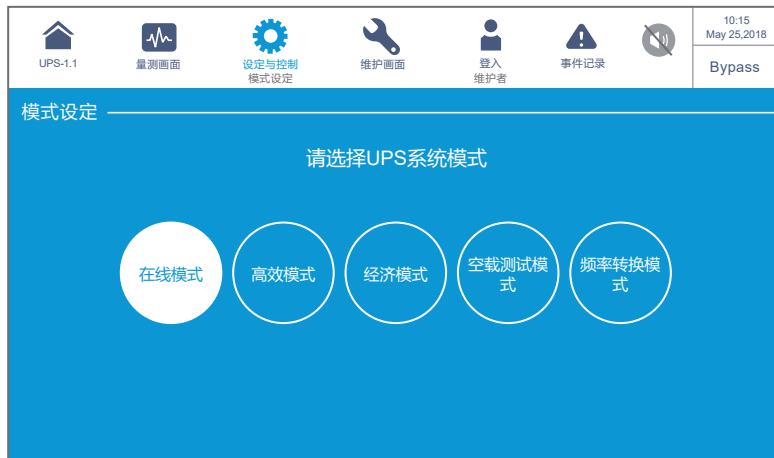 UPS-1.1
量测画面
设定与控制
模式设定
维护画面
登入
维护者
事件记录
10:15
May 25,2018
Bypass
模式设定
请选择UPS系统模式
在线模式
高效模式
经济模式
空载测试模
式
频率转换模
式